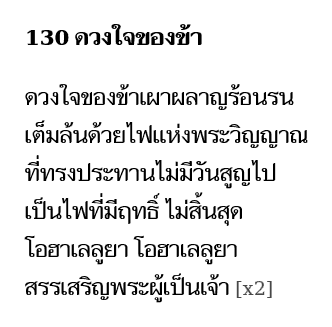 130 ดวงใจของข้า
ดวงใจของข้าเผาผลาญร้อนรน
เต็มล้นด้วยไฟแห่งพระวิญญาณ
ที่ทรงประทานไม่มีวันสูญไป
เป็นไฟที่มีฤทธิ์ ไม่สิ้นสุด
โอฮาเลลูยา โอฮาเลลูยา
สรรเสริญพระผู้เป็นเจ้า [x2]